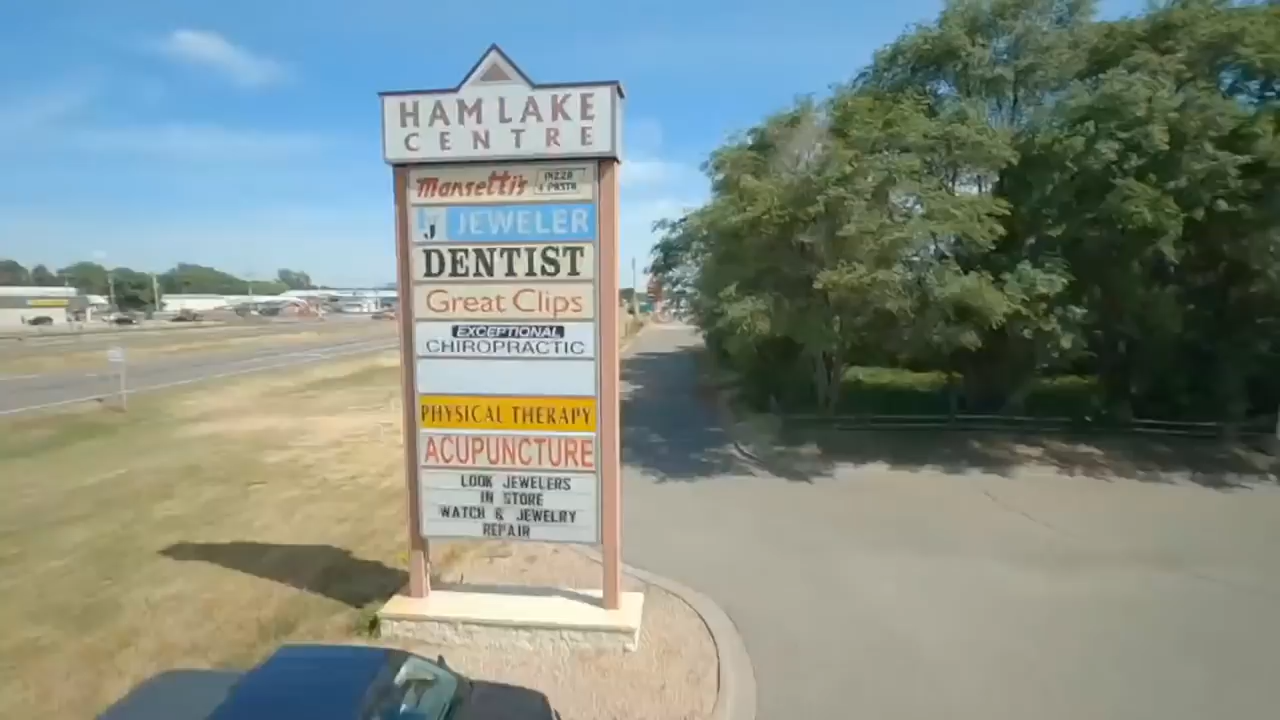 HAM LAKE
CENTRE
Mansetti's
PIZZA
& PASTA
LJ JEWELER
DENTIST
Great Clips
EXCEPTIONAL
CHIROPRACTIC
PHYSICAL THERAPY
ACUPUNCTURE
LOOK JEWELERS
IN STORE
WATCH & JEWELRY
REPAIR